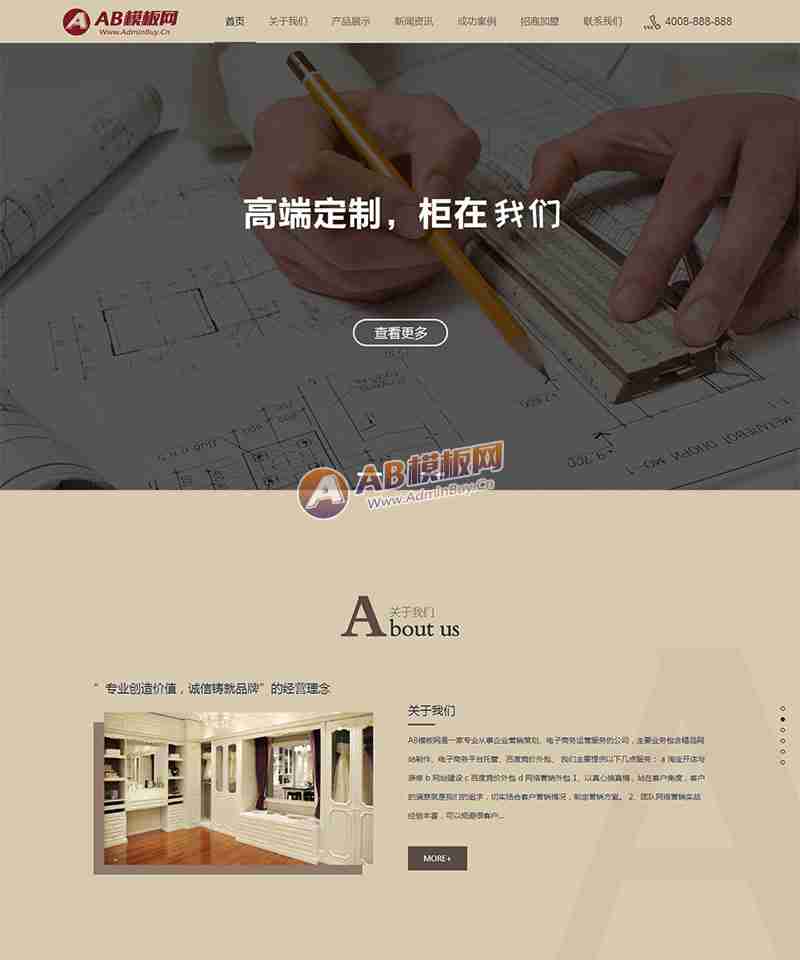 AB模板网
Www.AdminBuy.Cn
首页 关于我们 产品展示 新闻资讯 成功案例 招商加盟 联系我们 4008-888-888
高端定制，柜在我们
查看更多
AB模板网
Www.AdminBuy.Cn
关于我们
About us
”专业创造价值，诚信铸就品牌”的经营理念
关于我们
AB模板网是一家专业从事企业营销策划、电子商务运营服务的公司，主要业务包含精品网
站制作、电子商务平台托管、百度竞价外包。 我们主要提供以下几点服务： a 淘宝开店与
装修 b 网站建设 c 百度竞价外包 d 网络营销外包 1、以真心换真情，站在客户角度，客户
的满意就是我们的追求，切实结合客户营销情况，制定营销方案。 2、团队网络营销实战
经验丰富，可以规避很客户...
MORE+